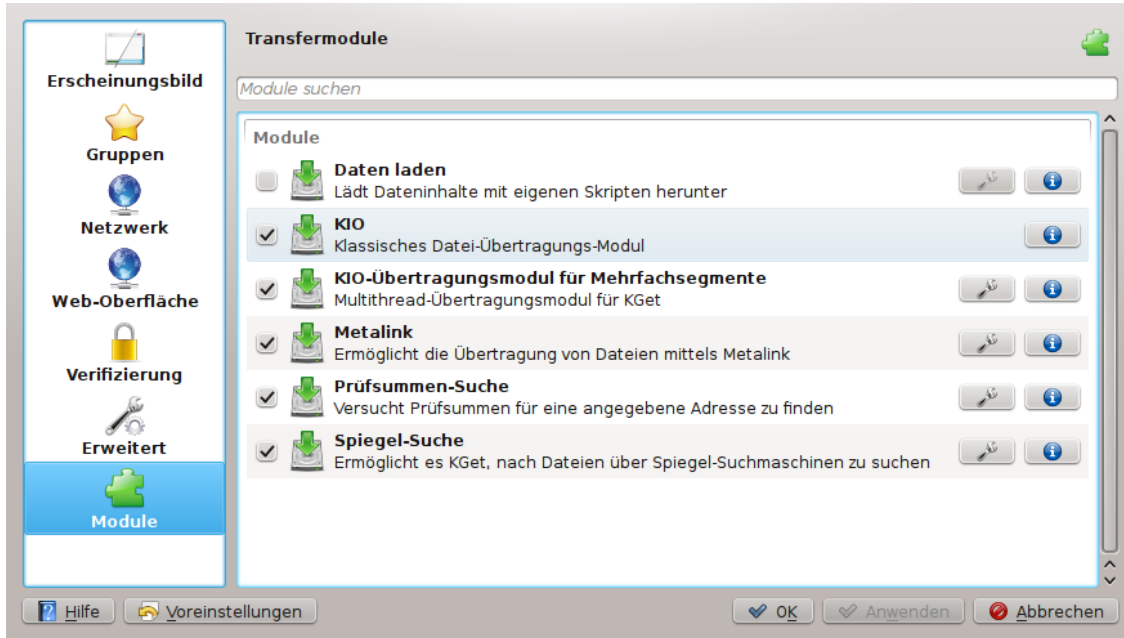 Erscheinungsbild
Gruppen
Netzwerk
Web-Oberfläche
Verifizierung
Erweitert
Module
Transfermodule
Module suchen
Module
Daten laden
Lädt Dateninhalte mit eigenen Skripten herunter
KIO
Klassisches Datei-Übertragungs-Modul
KIO-Übertragungsmodul für Mehrfachsegmente
Multithread-Übertragungsmodul für KGet
Metalink
Ermöglicht die Übertragung von Dateien mittels Metalink
Prüfsummen-Suche
Versucht Prüfsummen für eine angegebene Adresse zu finden
Spiegel-Suche
Ermöglicht es KGet, nach Dateien über Spiegel-Suchmaschinen zu suchen
Hilfe
Voreinstellungen
OK
Anwenden
Abbrechen